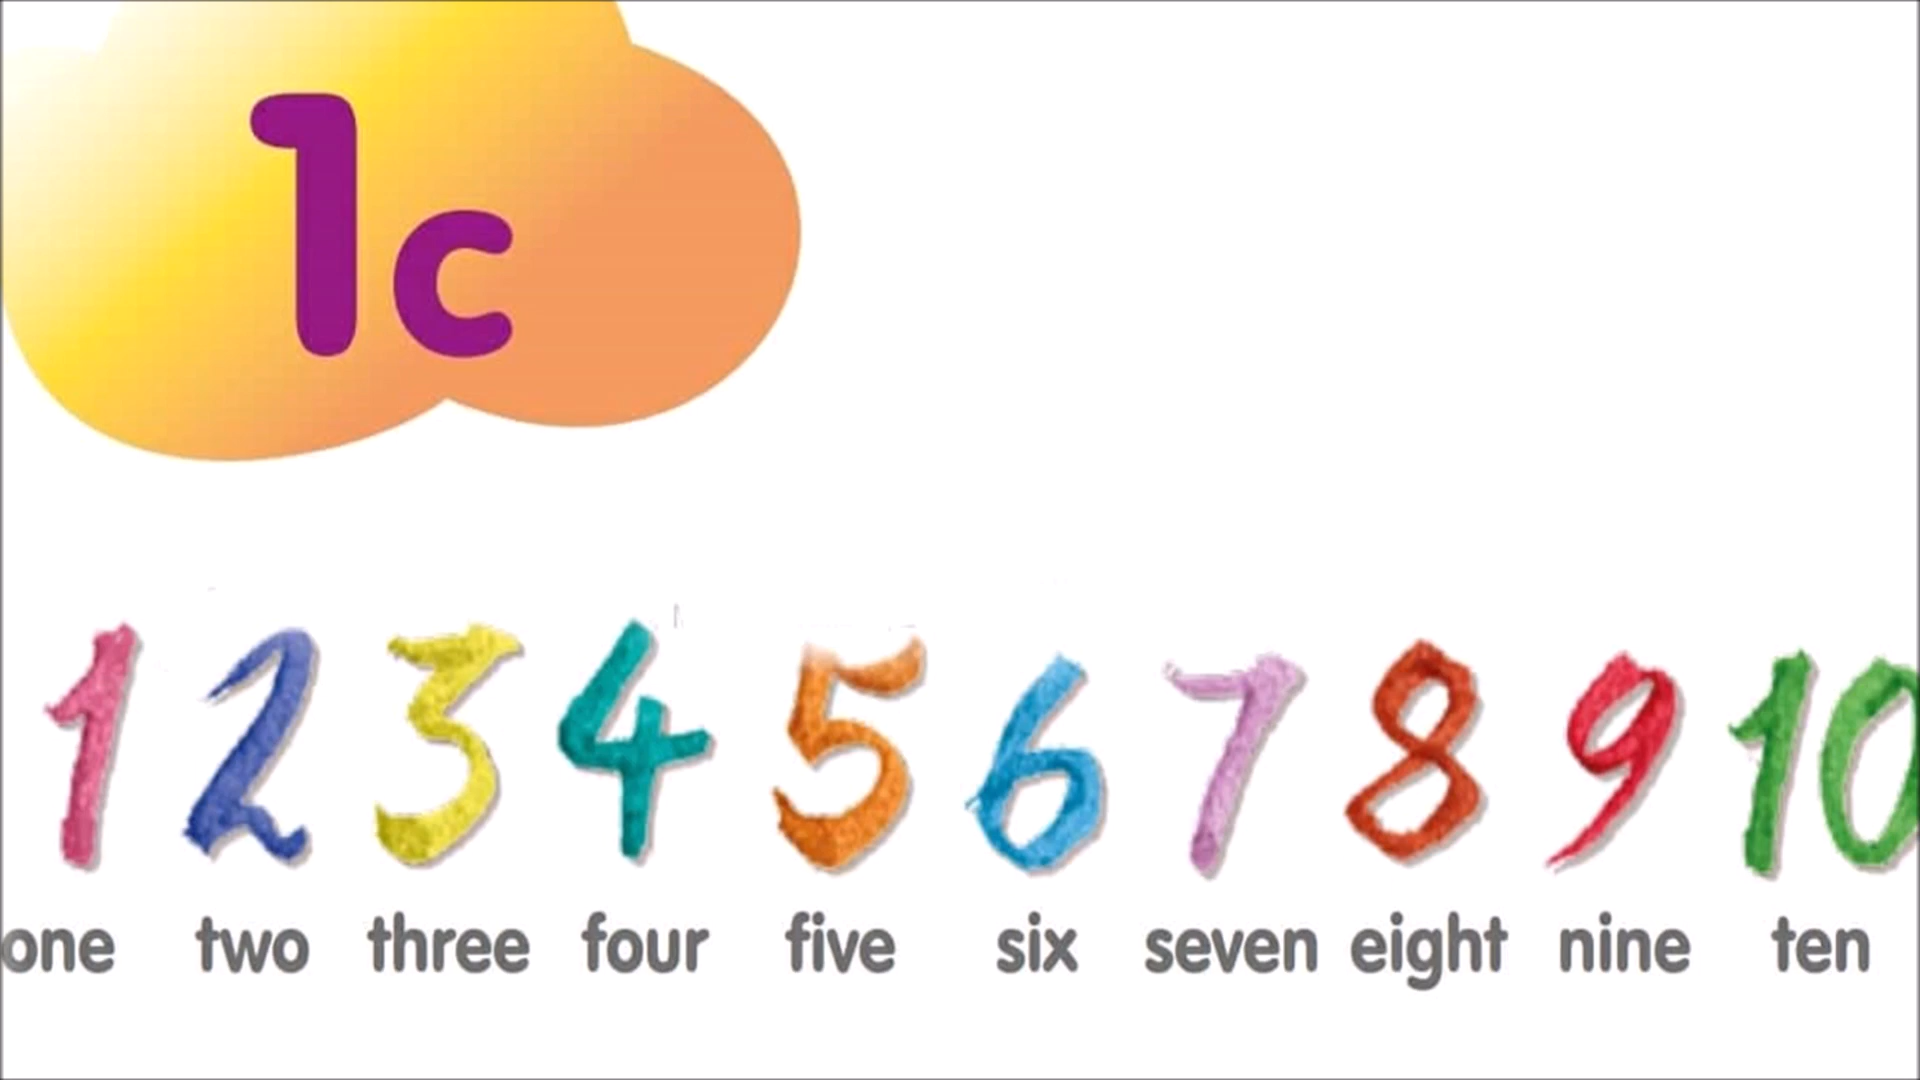 1c
1 2 3 4 5 6 7 8 9 10
one two three four five six seven eight nine ten